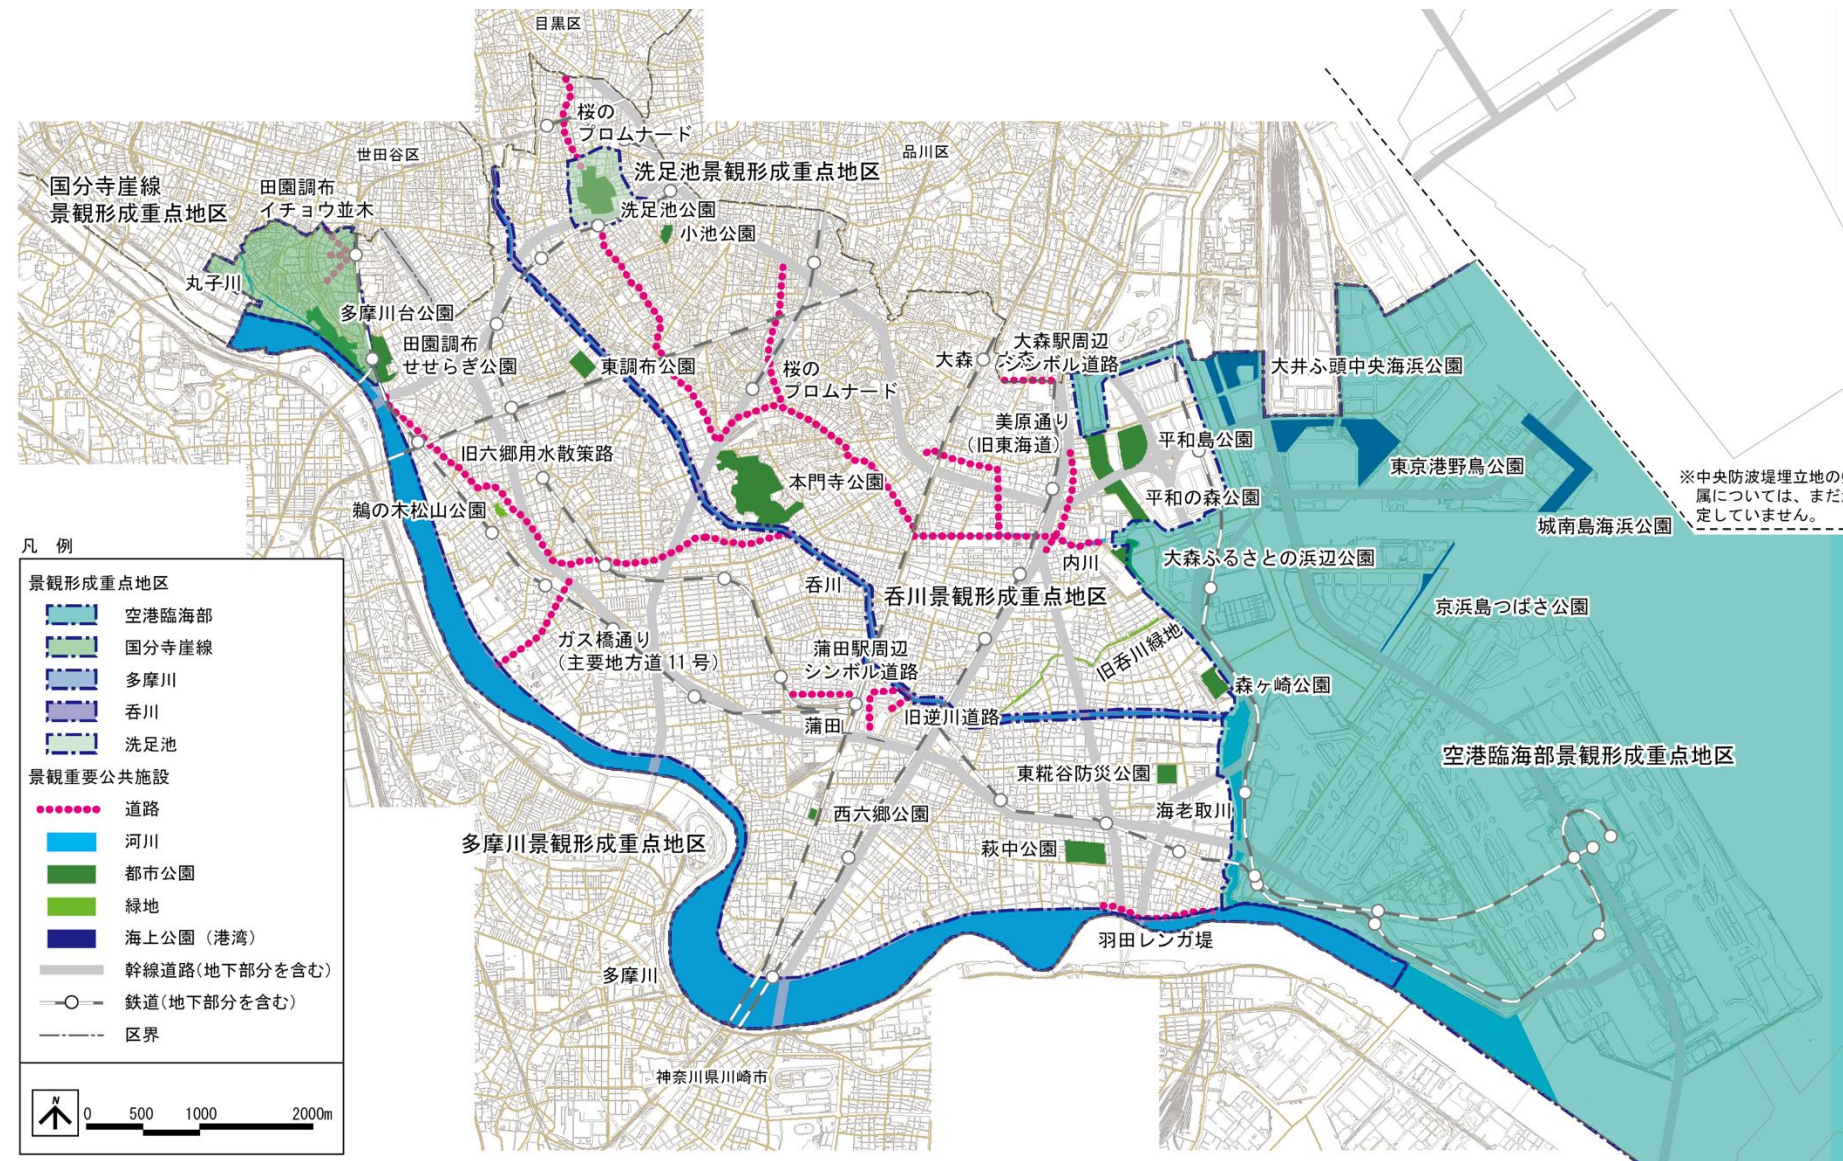 目黒区
桜の
プロムナード
世田谷区
品川区
国分寺崖線
景観形成重点地区
田園調布
イチョウ並木
洗足池景観形成重点地区
洗足池公園
小池公園
丸子川
多摩川台公園
田園調布
せせらぎ公園
東調布公園
桜の
プロムナード
大森
大森駅周辺
シンボル道路
大井ふ頭中央海浜公園
美原通り
(旧東海道)
平和島公園
東京港野鳥公園
旧六郷用水散策路
本門寺公園
平和の森公園
鵜の木松山公園
城南島海浜公園
※中央防波堤埋立地の
属については、まだ
定していません。
内川
大森ふるさとの浜辺公園
呑川
呑川景観形成重点地区
京浜島つばさ公園
ガス橋通り
(主要地方道11号)
蒲田駅周辺
シンボル道路
旧呑川緑地
森ヶ崎公園
蒲田
旧逆川道路
空港臨海部景観形成重点地区
東糀谷防災公園
海老取川
西六郷公園
多摩川景観形成重点地区
萩中公園
羽田レンガ堤
多摩川
神奈川県川崎市
凡 例
景観形成重点地区
空港臨海部
国分寺崖線
多摩川
呑川
洗足池
景観重要公共施設
道路
河川
都市公園
緑地
海上公園(港湾)
幹線道路(地下部分を含む)
鉄道(地下部分を含む)
区界
N
0 500 1000 2000m